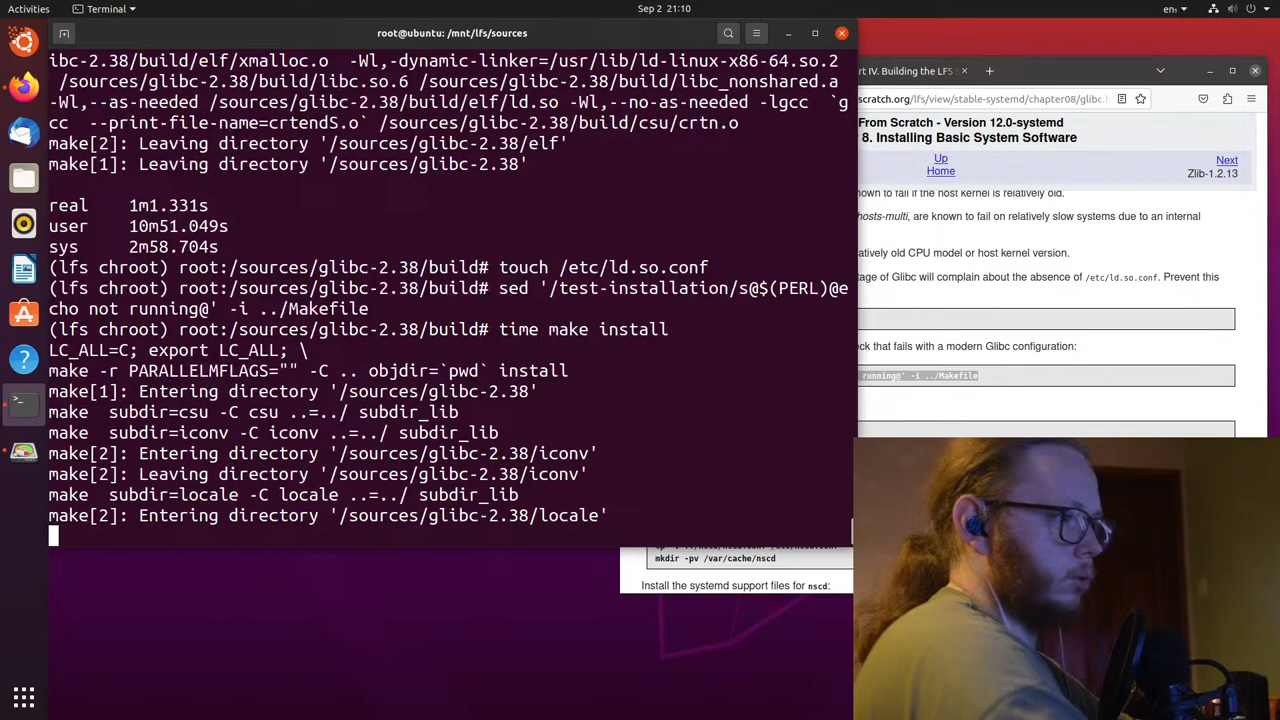 Activities
Terminal
Sep 2 21:10
en
root@ubuntu: /mnt/lfs/sources
ibc-2.38/build/elf/xmalloc.o -Wl,-dynamic-linker=/usr/lib/ld-linux-x86-64.so.2
/sources/glibc-2.38/build/libc.so.6 /sources/glibc-2.38/build/libc_nonshared.a
-Wl,--as-needed /sources/glibc-2.38/build/elf/ld.so -Wl,--no-as-needed -lgcc `g
cc --print-file-name=crtendS.o` /sources/glibc-2.38/build/csu/crtn.o
make[2]: Leaving directory '/sources/glibc-2.38/elf'
make[1]: Leaving directory '/sources/glibc-2.38'
real 1m1.331s
user 10m51.049s
sys 2m58.704s
(lfs chroot) root:/sources/glibc-2.38/build# touch /etc/ld.so.conf
(lfs chroot) root:/sources/glibc-2.38/build# sed '/test-installation/s@$(PERL)@e
cho not running@' -i ../Makefile
(lfs chroot) root:/sources/glibc-2.38/build# time make install
LC_ALL=C; export LC_ALL; \
make -r PARALLELMFLAGS="" -C .. objdir=`pwd` install
make[1]: Entering directory '/sources/glibc-2.38'
make subdir=csu -C csu ..=../ subdir_lib
make subdir=iconv -C iconv ..=../ subdir_lib
make[2]: Entering directory '/sources/glibc-2.38/iconv'
make[2]: Leaving directory '/sources/glibc-2.38/iconv'
make subdir=locale -C locale ..=../ subdir_lib
make[2]: Entering directory '/sources/glibc-2.38/locale'
rt IV. Building the LFS S
scratch.org/lfs/view/stable-systemd/chapter08/glibc.h
From Scratch - Version 12.0-systemd
8. Installing Basic System Software
Up
Next
Home
Zlib-1.2.13
own to fail if the host kernel is relatively old.
hosts-multi, are known to fail on relatively slow systems due to an internal
atively old CPU model or host kernel version.
tage of Glibc will complain about the absence of /etc/ld.so.conf. Prevent this
eck that fails with a modern Glibc configuration:
running@' -i ../Makefile
mkdir -pv /var/cache/nscd
Install the systemd support files for nscd: